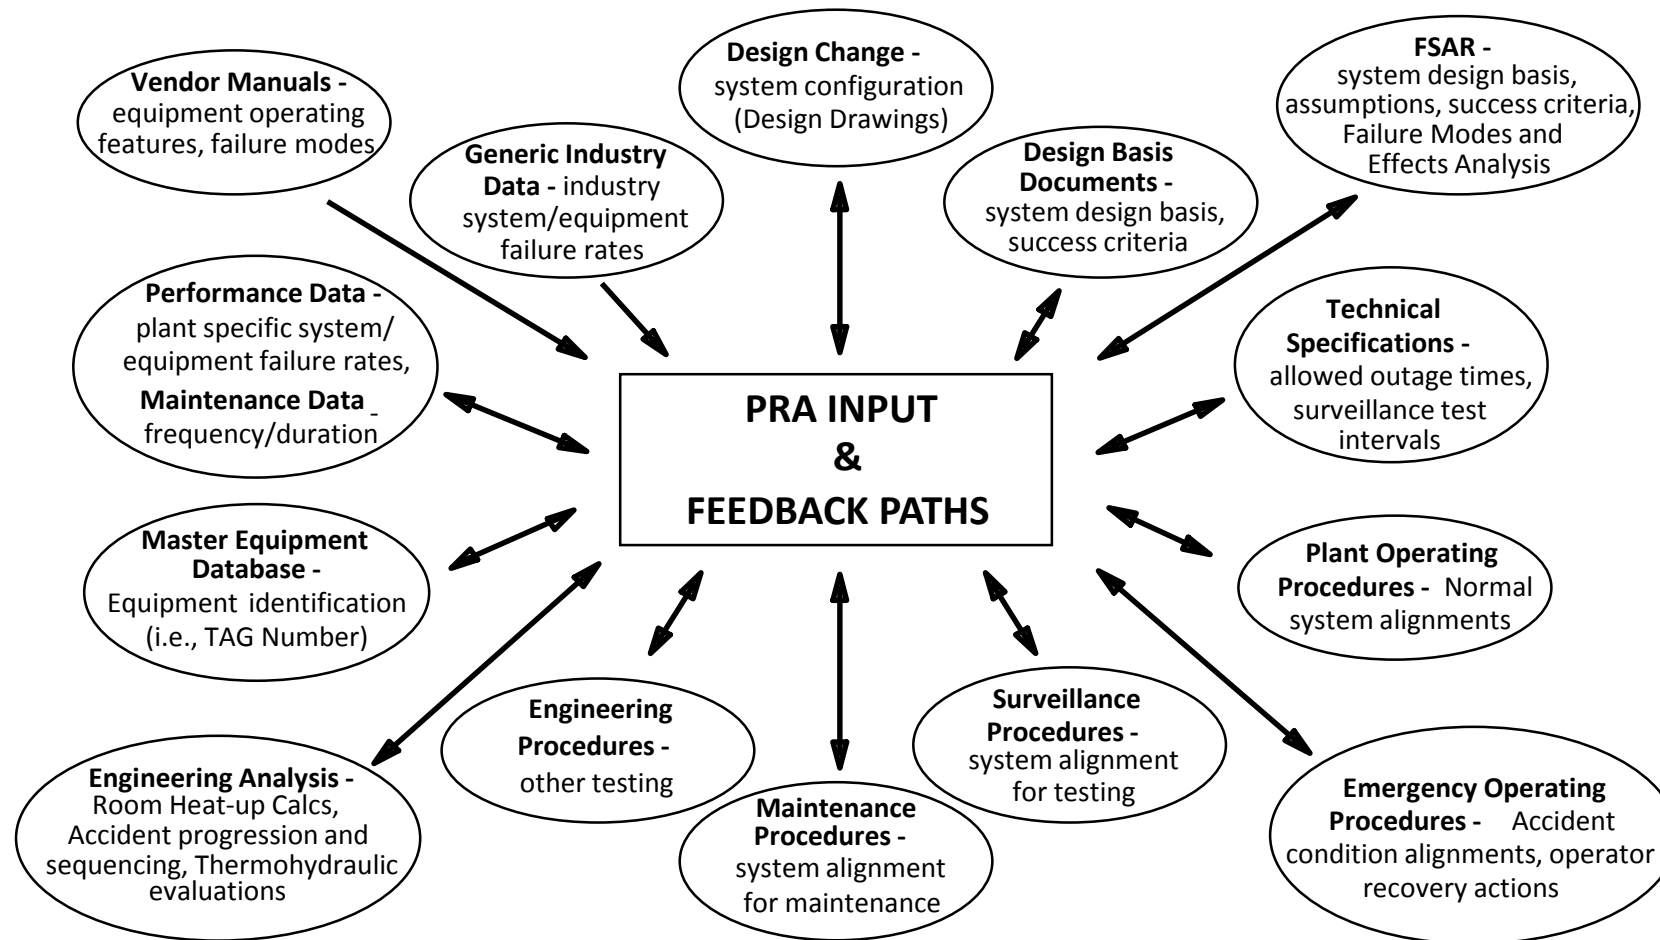 Vendor Manuals -
equipment operating
features, failure modes
Generic Industry
Data - industry
system/equipment
failure rates
Design Change -
system configuration
(Design Drawings)
Design Basis
Documents -
system design basis,
success criteria
FSAR -
system design basis,
assumptions, success criteria,
Failure Modes and
Effects Analysis
Performance Data -
plant specific system/
equipment failure rates,
Maintenance Data -
frequency/duration
PRA INPUT
&
FEEDBACK PATHS
Technical
Specifications -
allowed outage times,
surveillance test
intervals
Master Equipment
Database -
Equipment identification
(i.e., TAG Number)
Plant Operating
Procedures - Normal
system alignments
Engineering Analysis -
Room Heat-up Calcs,
Accident progression and
sequencing, Thermohydraulic
evaluations
Engineering
Procedures -
other testing
Maintenance
Procedures -
system alignment
for maintenance
Surveillance
Procedures -
system alignment
for testing
Emergency Operating
Procedures - Accident
condition alignments, operator
recovery actions